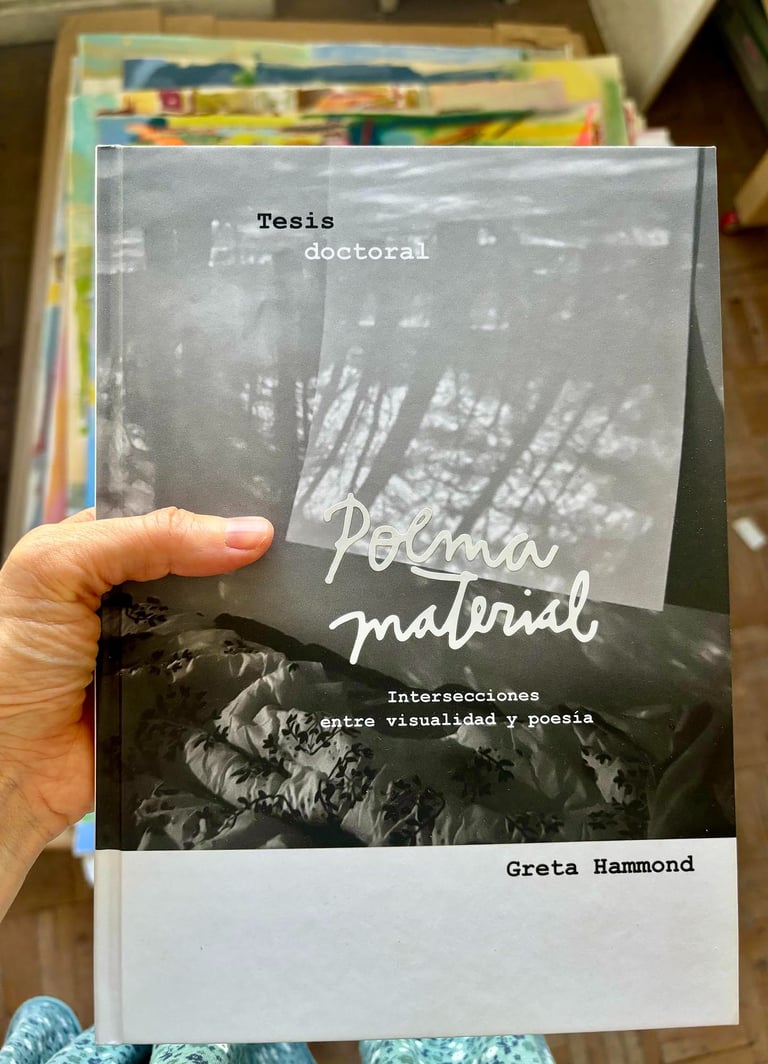 Tesis
doctoral
Poema
material
Intersecciones
entre visualidad y poesía
Greta Hammond